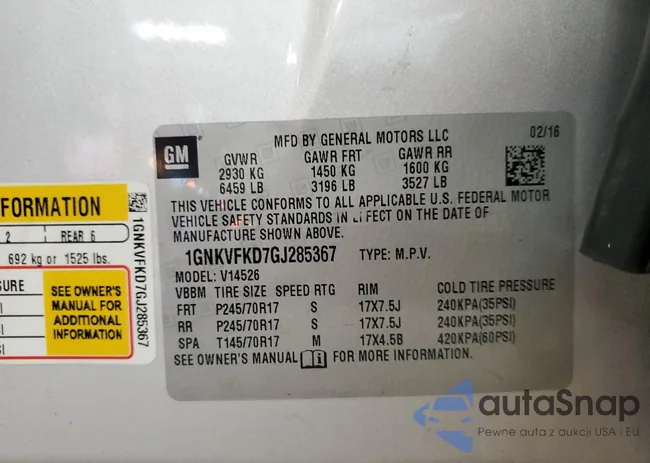 GM
MFD BY GENERAL MOTORS LLC
02/16
GVWR GAWR FRT GAWR RR
2930 KG 1450 KG 1600 KG
6459 LB 3196 LB 3527 LB
THIS VEHICLE CONFORMS TO ALL APPLICABLE U.S. FEDERAL MOTOR
VEHICLE SAFETY STANDARDS IN EFFECT ON THE DATE OF
MANUFACTURE SHOWN ABOVE.
1GNKVFKD7GJ285367 TYPE: M.P.V.
MODEL: V14526
VBBM TIRE SIZE SPEED RTG RIM COLD TIRE PRESSURE
FRT P245/70R17 S 17X7.5J 240KPA(35PSI)
RR P245/70R17 S 17X7.5J 240KPA(35PSI)
SPA T145/70R17 M 17X4.5B 420KPA(60PSI)
SEE OWNER'S MANUAL i FOR MORE INFORMATION.
FORMATION
2 REAR 6
692 kg or 1525 lbs.
SURE
SI
SI
SI
SEE OWNER'S
MANUAL FOR
ADDITIONAL
INFORMATION
1GNKVFKD7GJ285367
autaSnap
Pewne auta z aukcji USA - EU